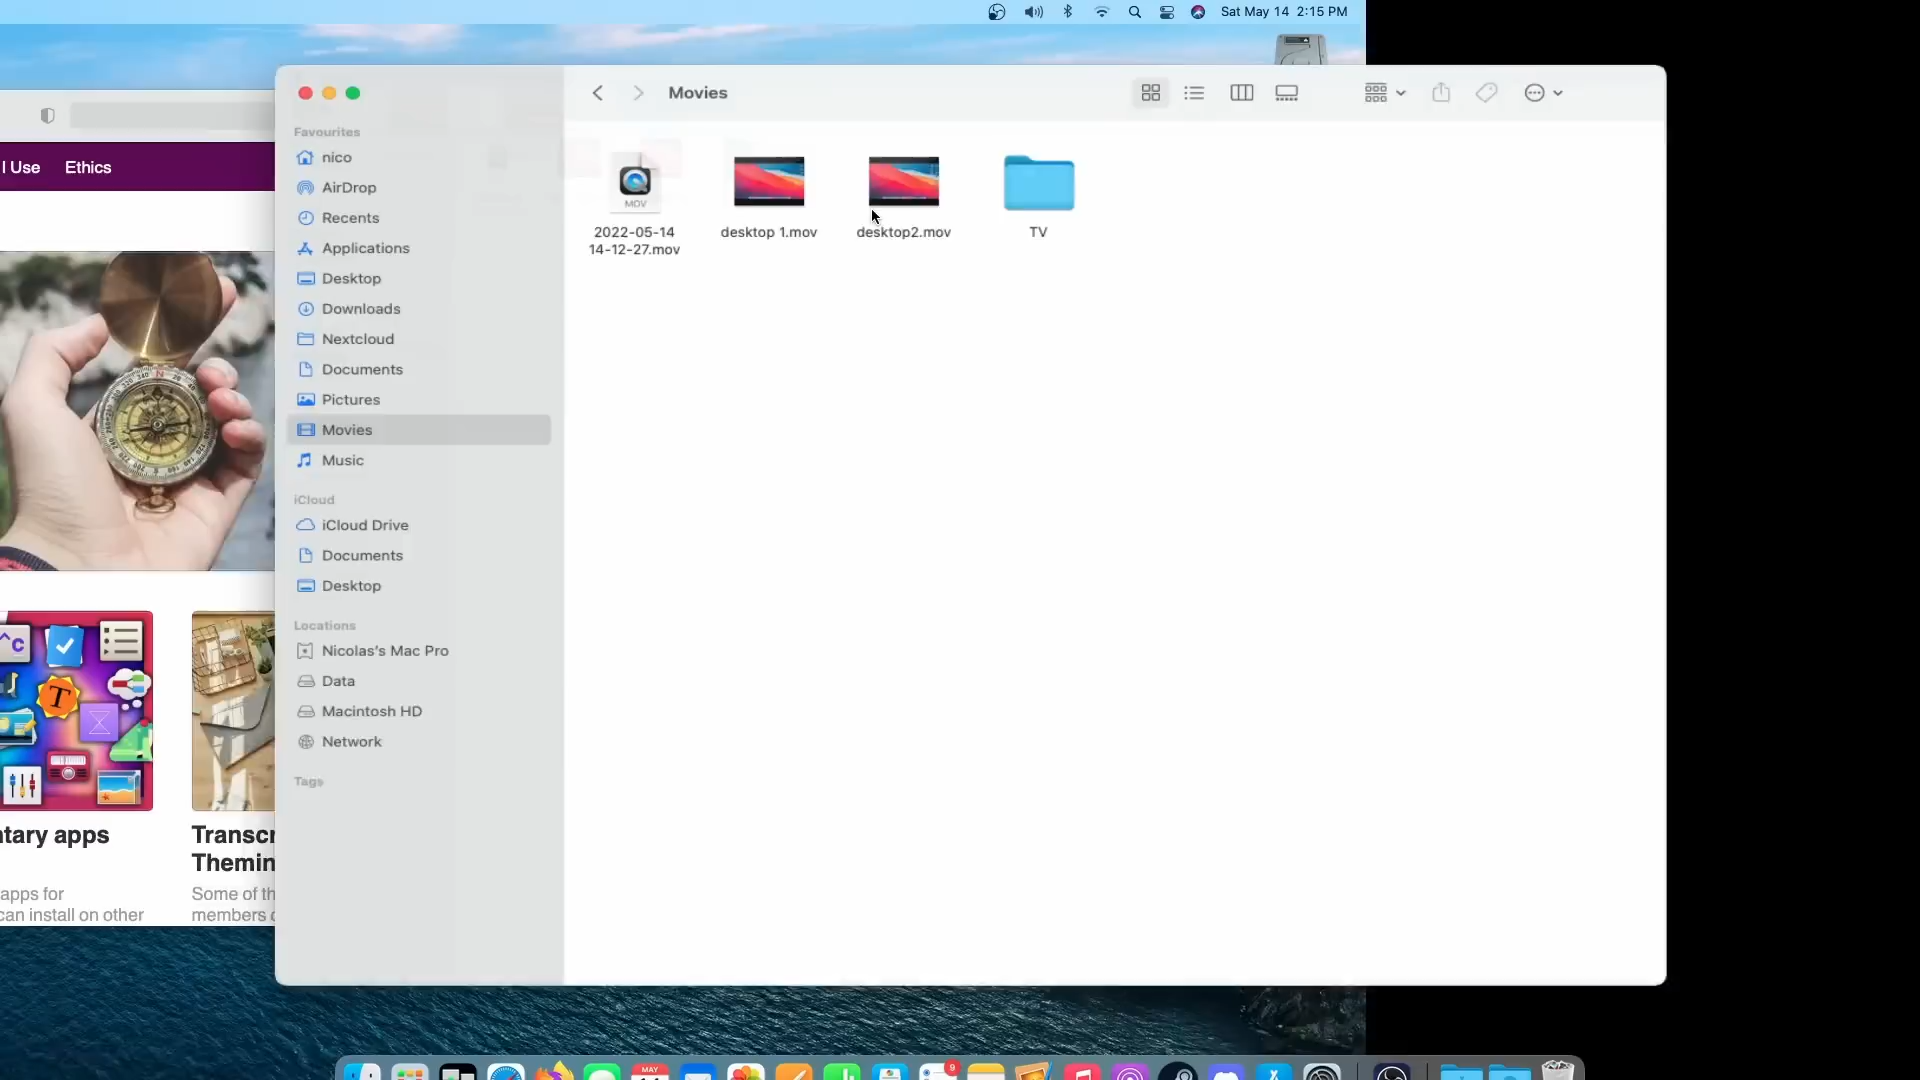 Sat May 14 2:15 PM
Movies
I Use Ethics
Favourites
nico
AirDrop
Recents
Applications
Desktop
Downloads
Nextcloud
Documents
Pictures
Movies
Music
iCloud
iCloud Drive
Documents
Desktop
Locations
Nicolas's Mac Pro
Data
Macintosh HD
Network
Tags
MOV
2022-05-14
14-12-27.mov
desktop 1.mov
desktop2.mov
TV
ntary apps
apps for
can install on other
Transcr
Themin
Some of th
members
MAY
9